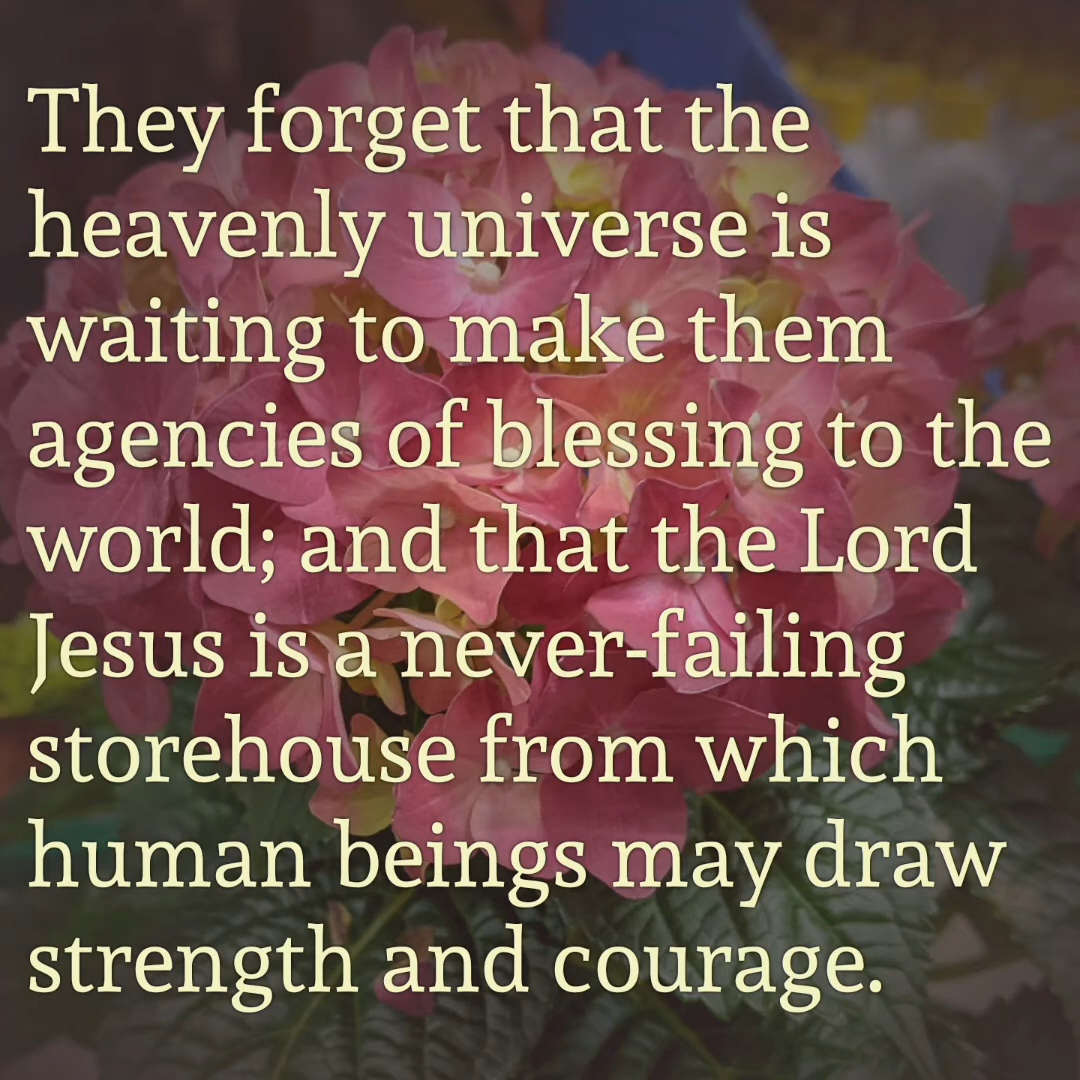 They forget that the
heavenly universe is
waiting to make them
agencies of blessing to the
world; and that the Lord
Jesus is a never-failing
storehouse from which
human beings may draw
strength and courage.